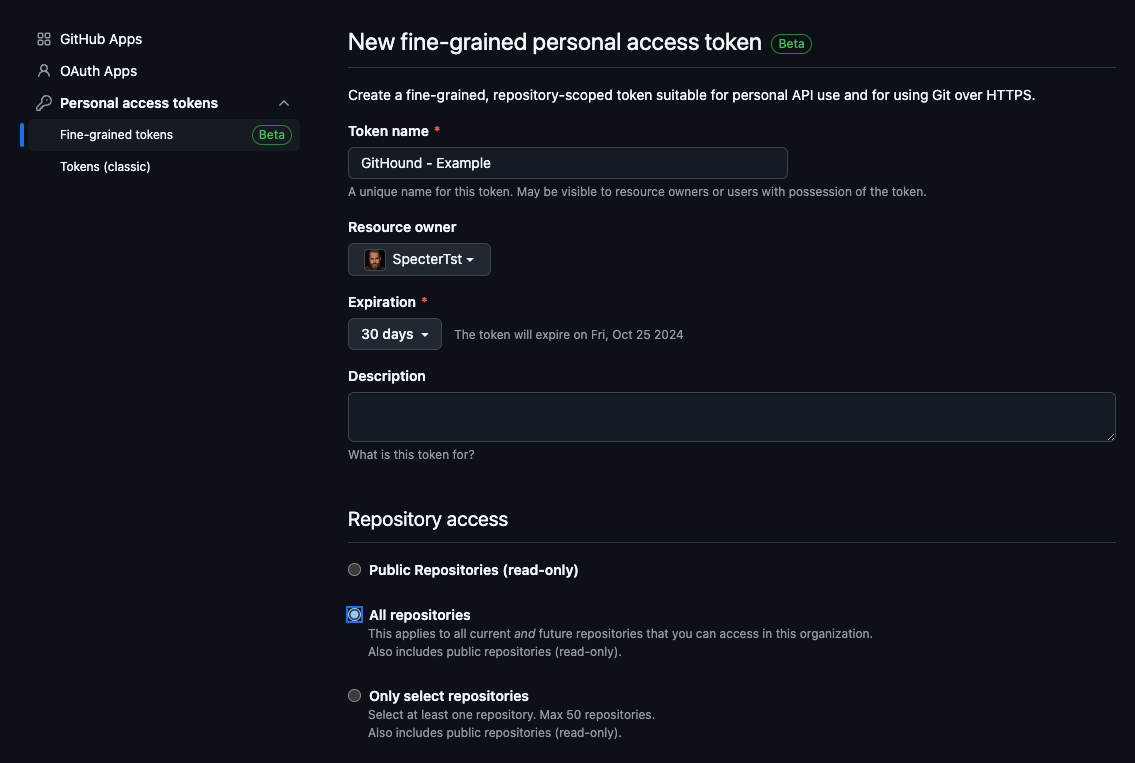 GitHub Apps
OAuth Apps
Personal access tokens
Fine-grained tokens Beta
Tokens (classic)
New fine-grained personal access token Beta
Create a fine-grained, repository-scoped token suitable for personal API use and for using Git over HTTPS.
Token name *
GitHound - Example
A unique name for this token. May be visible to resource owners or users with possession of the token.
Resource owner
SpecterTst
Expiration *
30 days The token will expire on Fri, Oct 25 2024
Description
What is this token for?
Repository access
Public Repositories (read-only)
All repositories
This applies to all current and future repositories that you can access in this organization.
Also includes public repositories (read-only).
Only select repositories
Select at least one repository. Max 50 repositories.
Also includes public repositories (read-only).